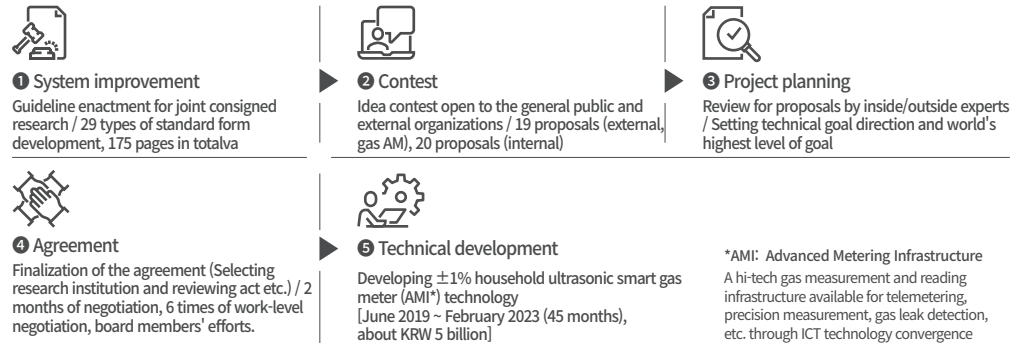 ❶ System improvement
Guideline enactment for joint consigned
research / 29 types of standard form
development, 175 pages in totalva
❷ Contest
Idea contest open to the general public and
external organizations / 19 proposals (external,
gas AM), 20 proposals (internal)
❸ Project planning
Review for proposals by inside/outside experts
/ Setting technical goal direction and world's
highest level of goal
❹ Agreement
Finalization of the agreement (Selecting
research institution and reviewing act etc.) / 2
months of negotiation, 6 times of work-level
negotiation, board members' efforts.
❺ Technical development
Developing ±1% household ultrasonic smart gas
meter (AMI*) technology
[June 2019 ~ February 2023 (45 months),
about KRW 5 billion]
*AMI: Advanced Metering Infrastructure
A hi-tech gas measurement and reading
infrastructure available for telemetering,
precision measurement, gas leak detection,
etc. through ICT technology convergence